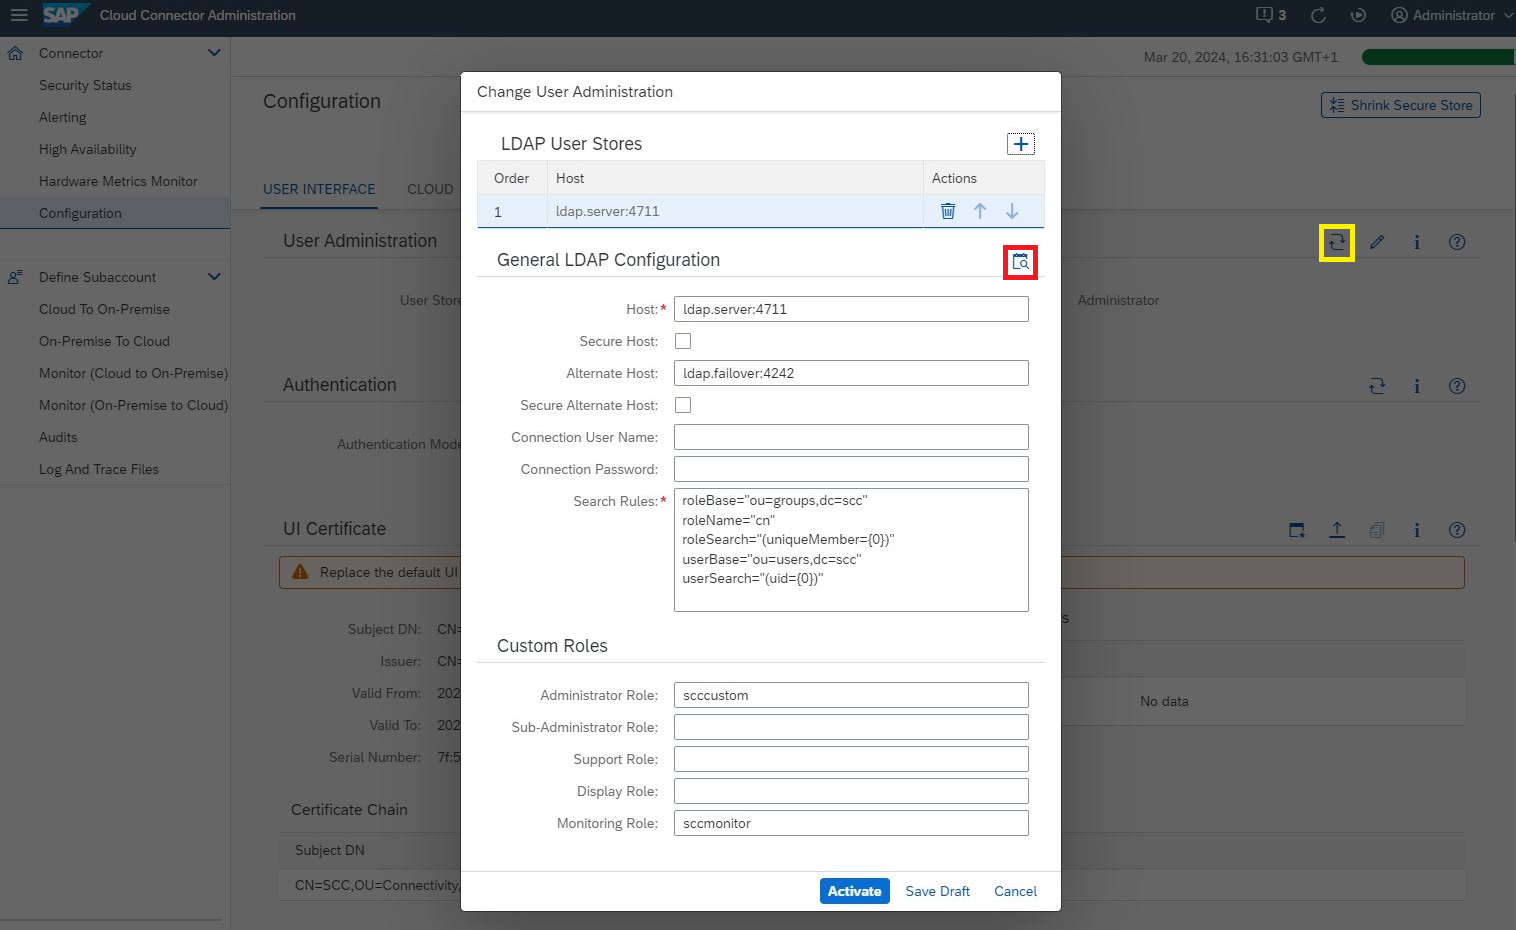 SAP Cloud Connector Administration
3
Administrator
Connector
Security Status
Alerting
High Availability
Hardware Metrics Monitor
Configuration
Define Subaccount
Cloud To On-Premise
On-Premise To Cloud
Monitor (Cloud to On-Premise)
Monitor (On-Premise to Cloud)
Audits
Log And Trace Files
Mar 20, 2024, 16:31:03 GMT+1
Configuration
Shrink Secure Store
USER INTERFACE
CLOUD
User Administration
User Store
Administrator
Authentication
Authentication Mode
UI Certificate
Replace the default UI
Subject DN: CN=
Issuer: CN=
Valid From: 202
Valid To: 202
Serial Number: 7f:5
s
No data
Certificate Chain
Subject DN
CN=SCC,OU=Connectivity,
Change User Administration
LDAP User Stores
Order Host Actions
1 ldap.server:4711
General LDAP Configuration
Host:* ldap.server:4711
Secure Host:
Alternate Host: ldap.failover:4242
Secure Alternate Host:
Connection User Name:
Connection Password:
Search Rules:* roleBase="ou=groups,dc=scc"
roleName="cn"
roleSearch="(uniqueMember={0})"
userBase="ou=users,dc=scc"
userSearch="(uid={0})"
Custom Roles
Administrator Role: scccustom
Sub-Administrator Role:
Support Role:
Display Role:
Monitoring Role: sccmonitor
Activate Save Draft Cancel